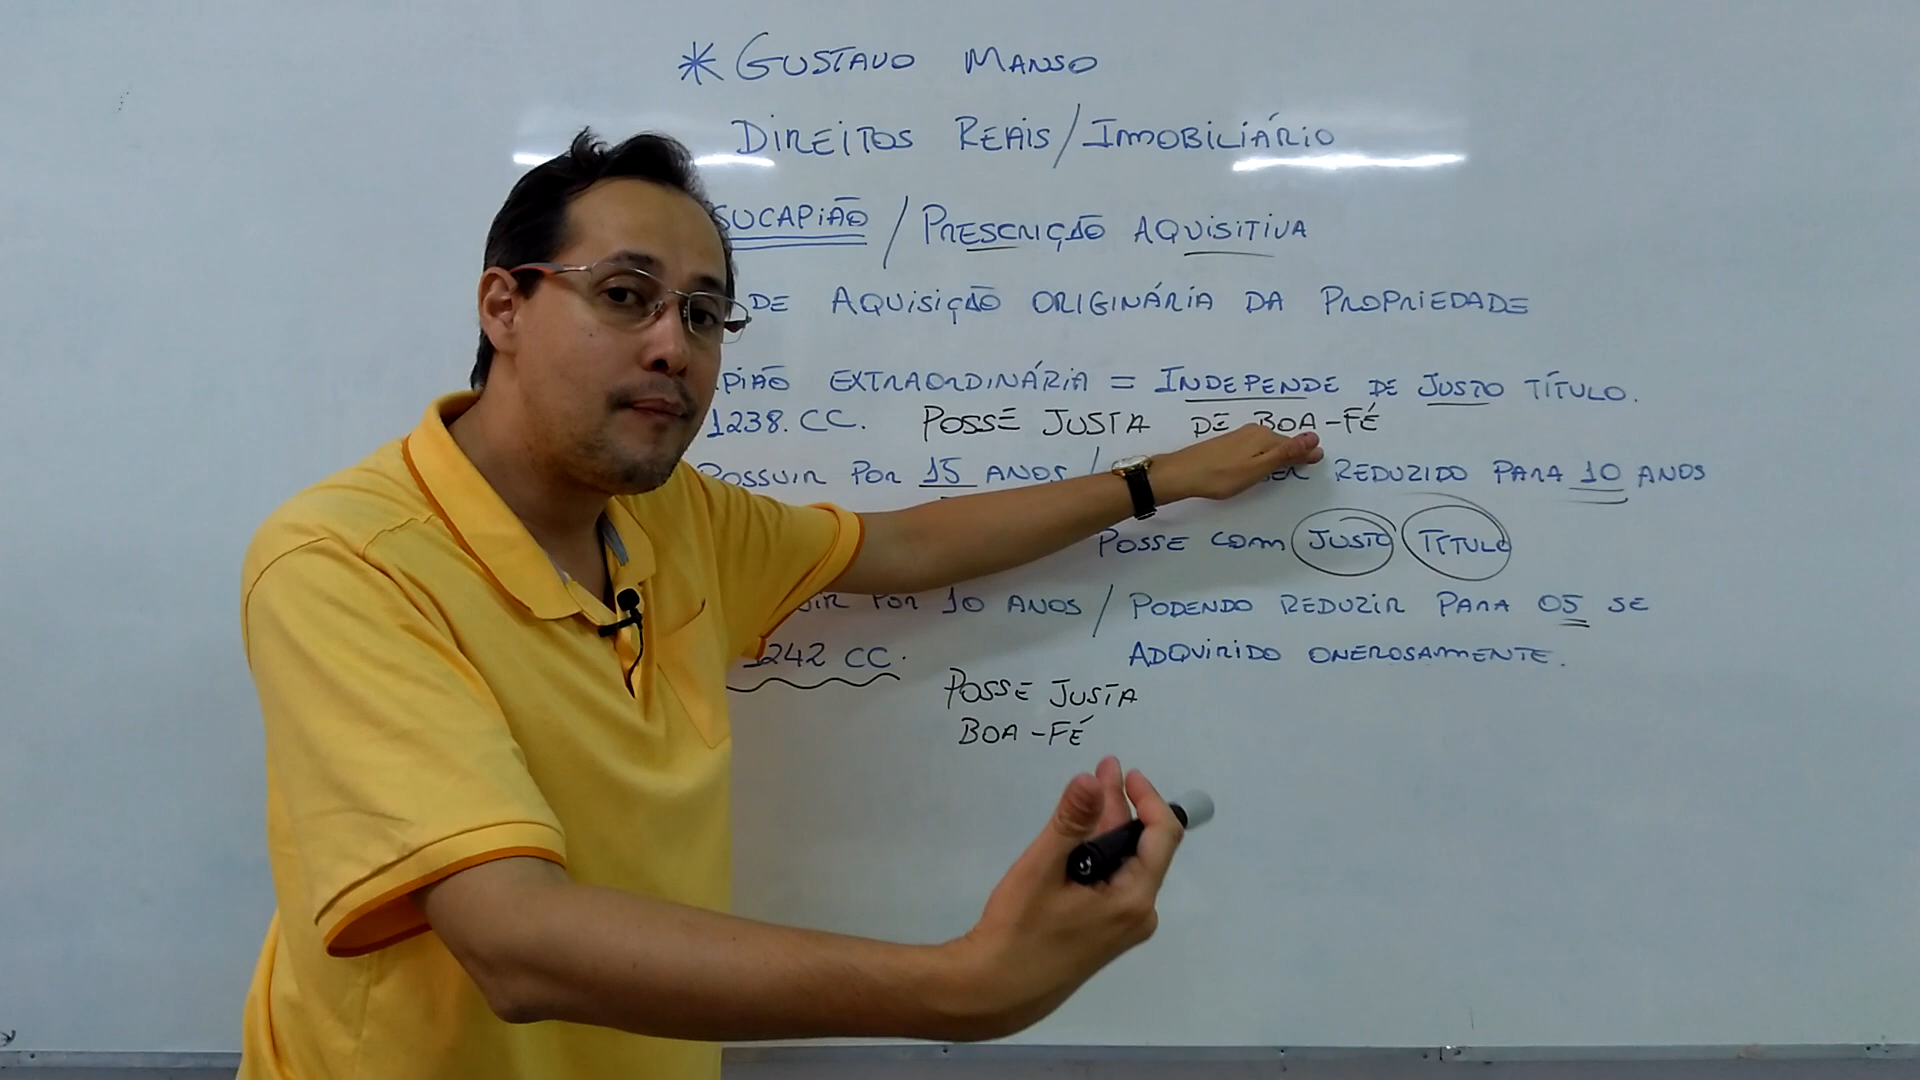 * GUSTAVO MANSO
DIREITOS REAIS / IMOBILIÁRIO
SUCAPIÃO / PRESCRIÇÃO AQUISITIVA
DE AQUISIÇÃO ORIGINÁRIA DA PROPRIEDADE
PIÃO EXTRAORDINÁRIA = INDEPENDE DE JUSTO TÍTULO.
1238. CC. POSSE JUSTA DE BOA-FÉ
POSSUIR POR 15 ANOS / REDUZIDO PARA 10 ANOS
POSSE COM JUSTO TÍTULO
UIR POR 10 ANOS / PODENDO REDUZIR PARA 05 SE
1242 CC. ADQUIRIDO ONEROSAMENTE.
POSSE JUSTA
BOA-FÉ